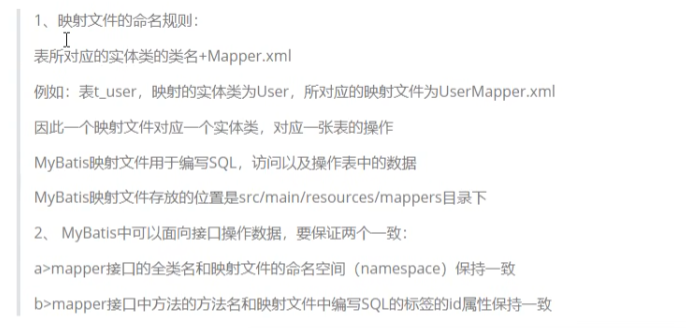 1、映射文件的命名规则：
表所对应的实体类的类名+Mapper.xml
例如：表t_user，映射的实体类为User，所对应的映射文件为UserMapper.xml
因此一个映射文件对应一个实体类，对应一张表的操作
MyBatis映射文件用于编写SQL，访问以及操作表中的数据
MyBatis映射文件存放的位置是src/main/resources/mappers目录下
2、 MyBatis中可以面向接口操作数据，要保证两个一致：
a>mapper接口的全类名和映射文件的命名空间（namespace）保持一致
b>mapper接口中方法的方法名和映射文件中编写SQL的标签的id属性保持一致